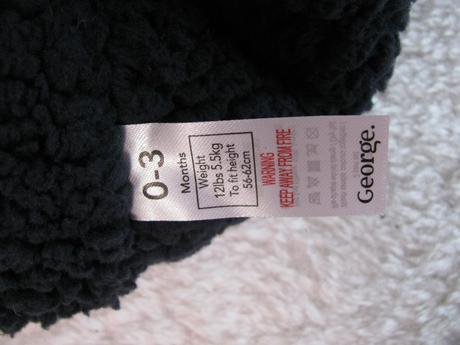 0-3
Months
Weight
12lbs 5.5kg
To fit height
56-62cm
WARNING
KEEP AWAY FROM FIRE
George.